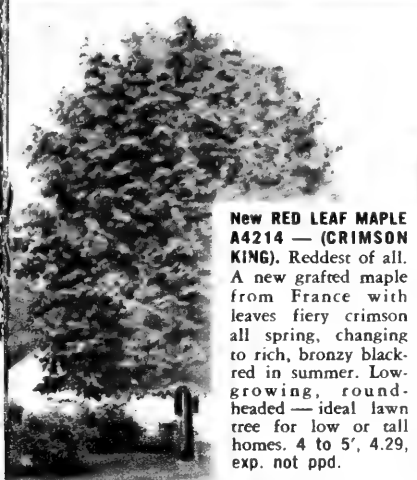 New RED LEAF MAPLE
A4214 — (CRIMSON
KING). Reddest of all.
A new grafted maple
from France with
leaves fiery crimson
all spring, changing
to rich, bronzy black-
red in summer. Low-
growing, round-
headed — ideal lawn
tree for low or tall
homes. 4 to 5′, 4.29,
exp. not ppd.